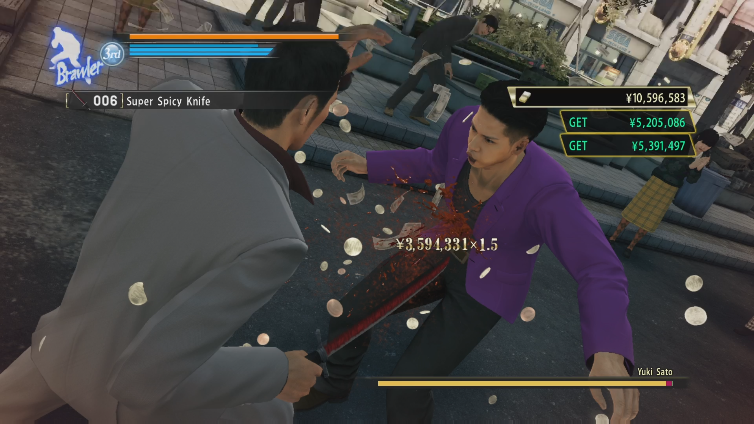 Brawler
3rd
006 Super Spicy Knife
¥10,596,583
GET ¥5,205,086
GET ¥5,391,497
¥3,594,331×1.5
Yuki Sato